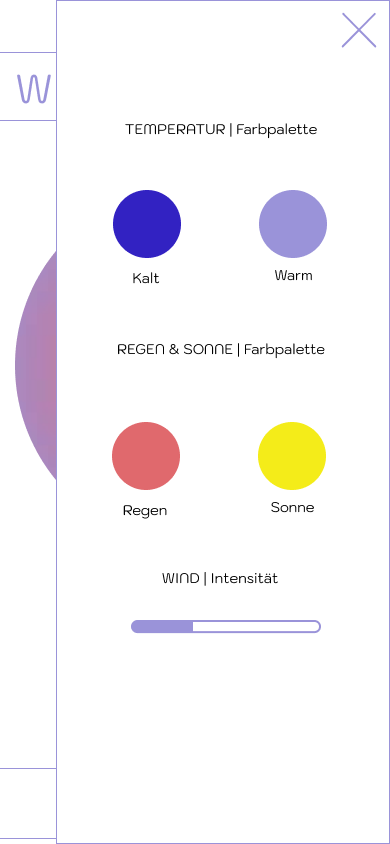 W
TEMPERATUR | Farbpalette
Kalt
Warm
REGEN & SONNE | Farbpalette
Regen
Sonne
WIND | Intensität